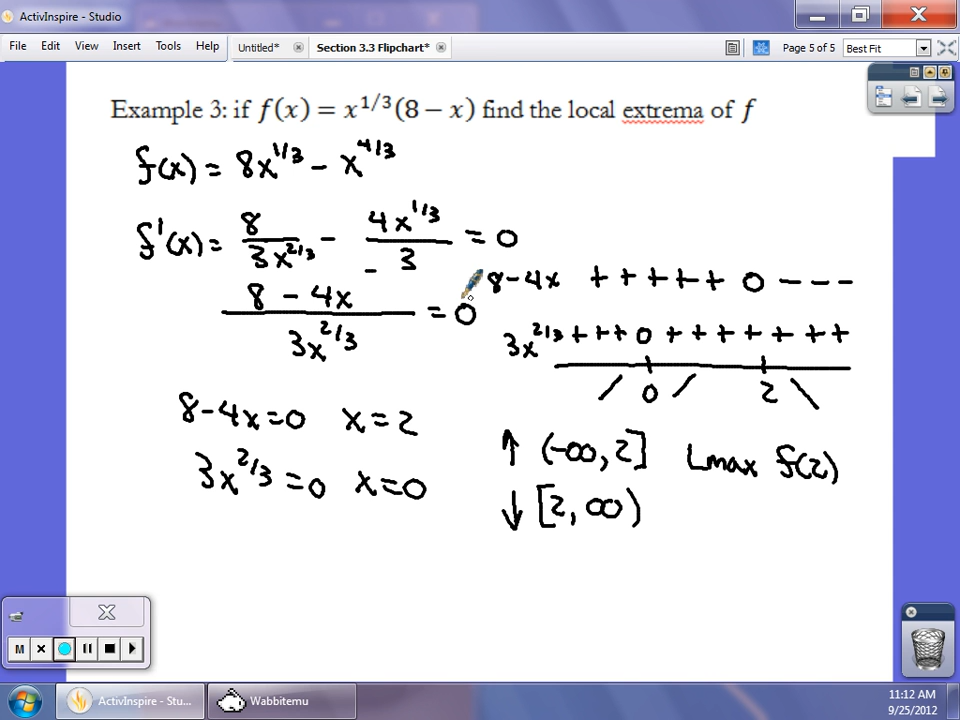 ActivInspire - Studio
File Edit View Insert Tools Help Untitled* Section 3.3 Flipchart* Page 5 of 5 Best Fit
Example 3: if f(x) = x^{1/3}(8 − x) find the local extrema of f
f(x) = 8x^{1/3} − x^{4/3}
f'(x) = 8/3x^{2/3} − 4x^{1/3}/3 = 0
8 − 4x / 3x^{2/3} = 0
8−4x + + + + + 0 − − −
3x^{2/3} + + + 0 + + + + + + +
0 2
8−4x=0 x=2
3x^{2/3}=0 x=0
↑ (−∞, 2] Lmax f(2)
↓ [2, ∞)
M
ActivInspire - Stu... Wabbitemu
11:12 AM
9/25/2012